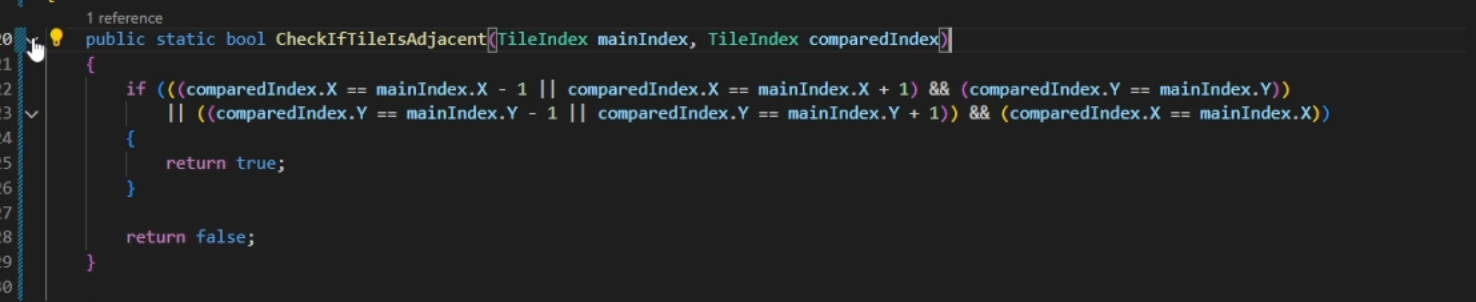 1 reference
20 public static bool CheckIfTileIsAdjacent(TileIndex mainIndex, TileIndex comparedIndex)
21 {
22 if (((comparedIndex.X == mainIndex.X - 1 || comparedIndex.X == mainIndex.X + 1) && (comparedIndex.Y == mainIndex.Y))
23 || ((comparedIndex.Y == mainIndex.Y - 1 || comparedIndex.Y == mainIndex.Y + 1)) && (comparedIndex.X == mainIndex.X))
24 {
25 return true;
26 }
27
28 return false;
29 }
30